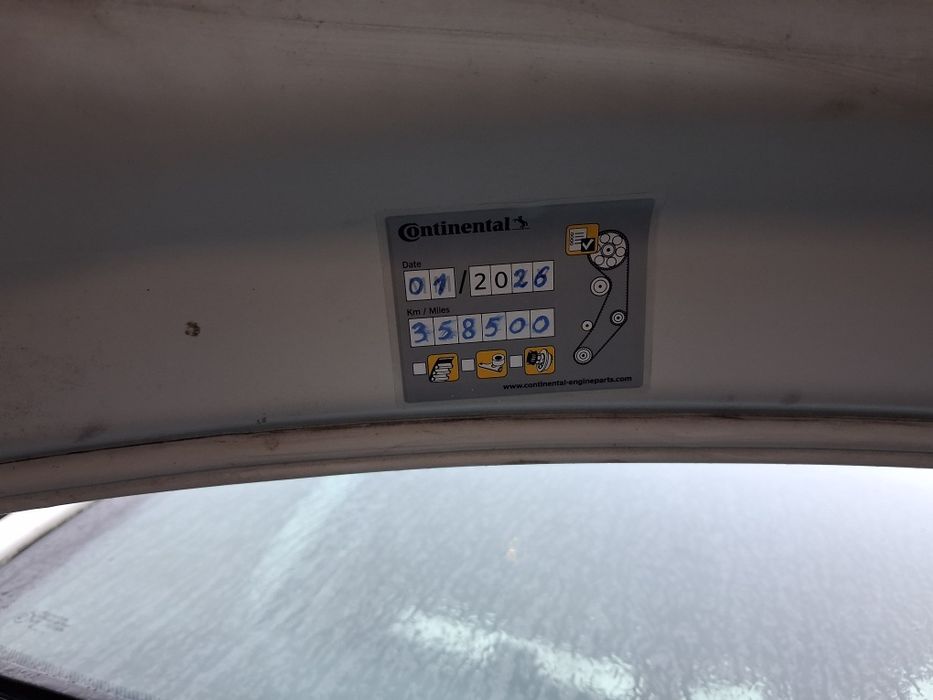 Continental
Date
01/2026
Km / Miles
358500
www.continental-engineparts.com